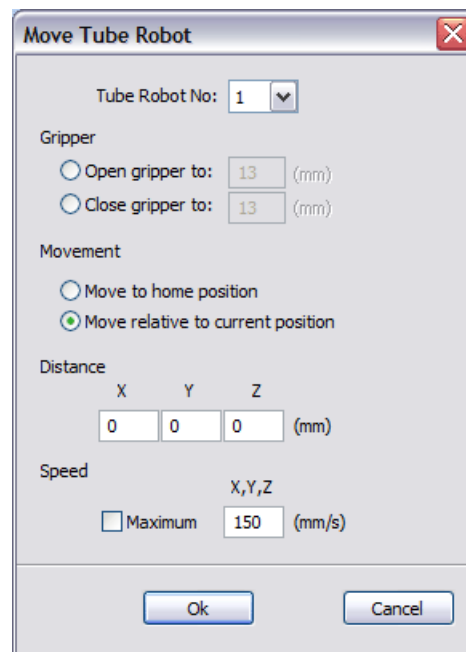 Move Tube Robot
Tube Robot No: 1
Gripper
Open gripper to: 13 (mm)
Close gripper to: 13 (mm)
Movement
Move to home position
Move relative to current position
Distance
X Y Z
0 0 0 (mm)
Speed
X,Y,Z
Maximum 150 (mm/s)
Ok Cancel